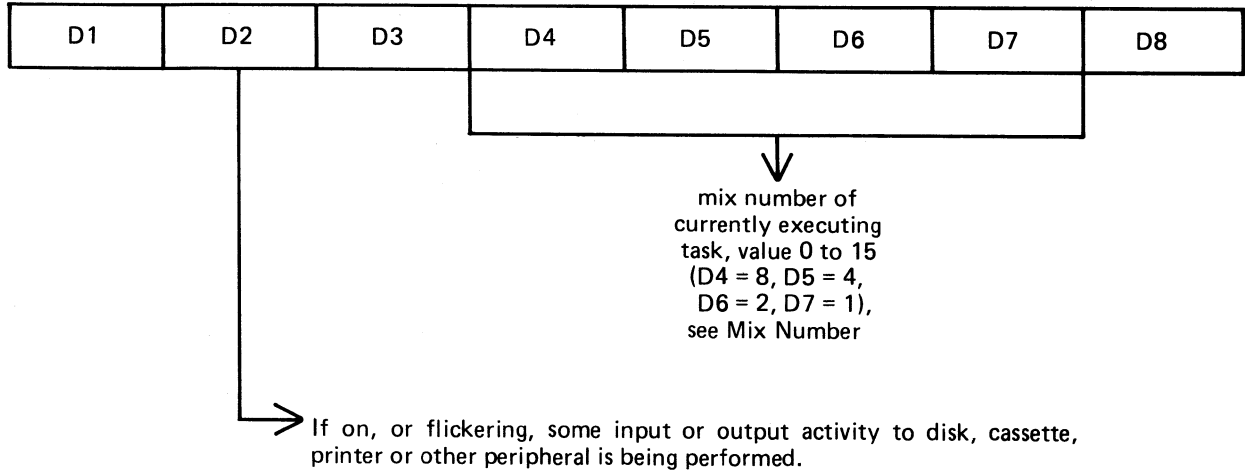 D1 D2 D3 D4 D5 D6 D7 D8
mix number of
currently executing
task, value 0 to 15
(D4 = 8, D5 = 4,
D6 = 2, D7 = 1),
see Mix Number
If on, or flickering, some input or output activity to disk, cassette,
printer or other peripheral is being performed.